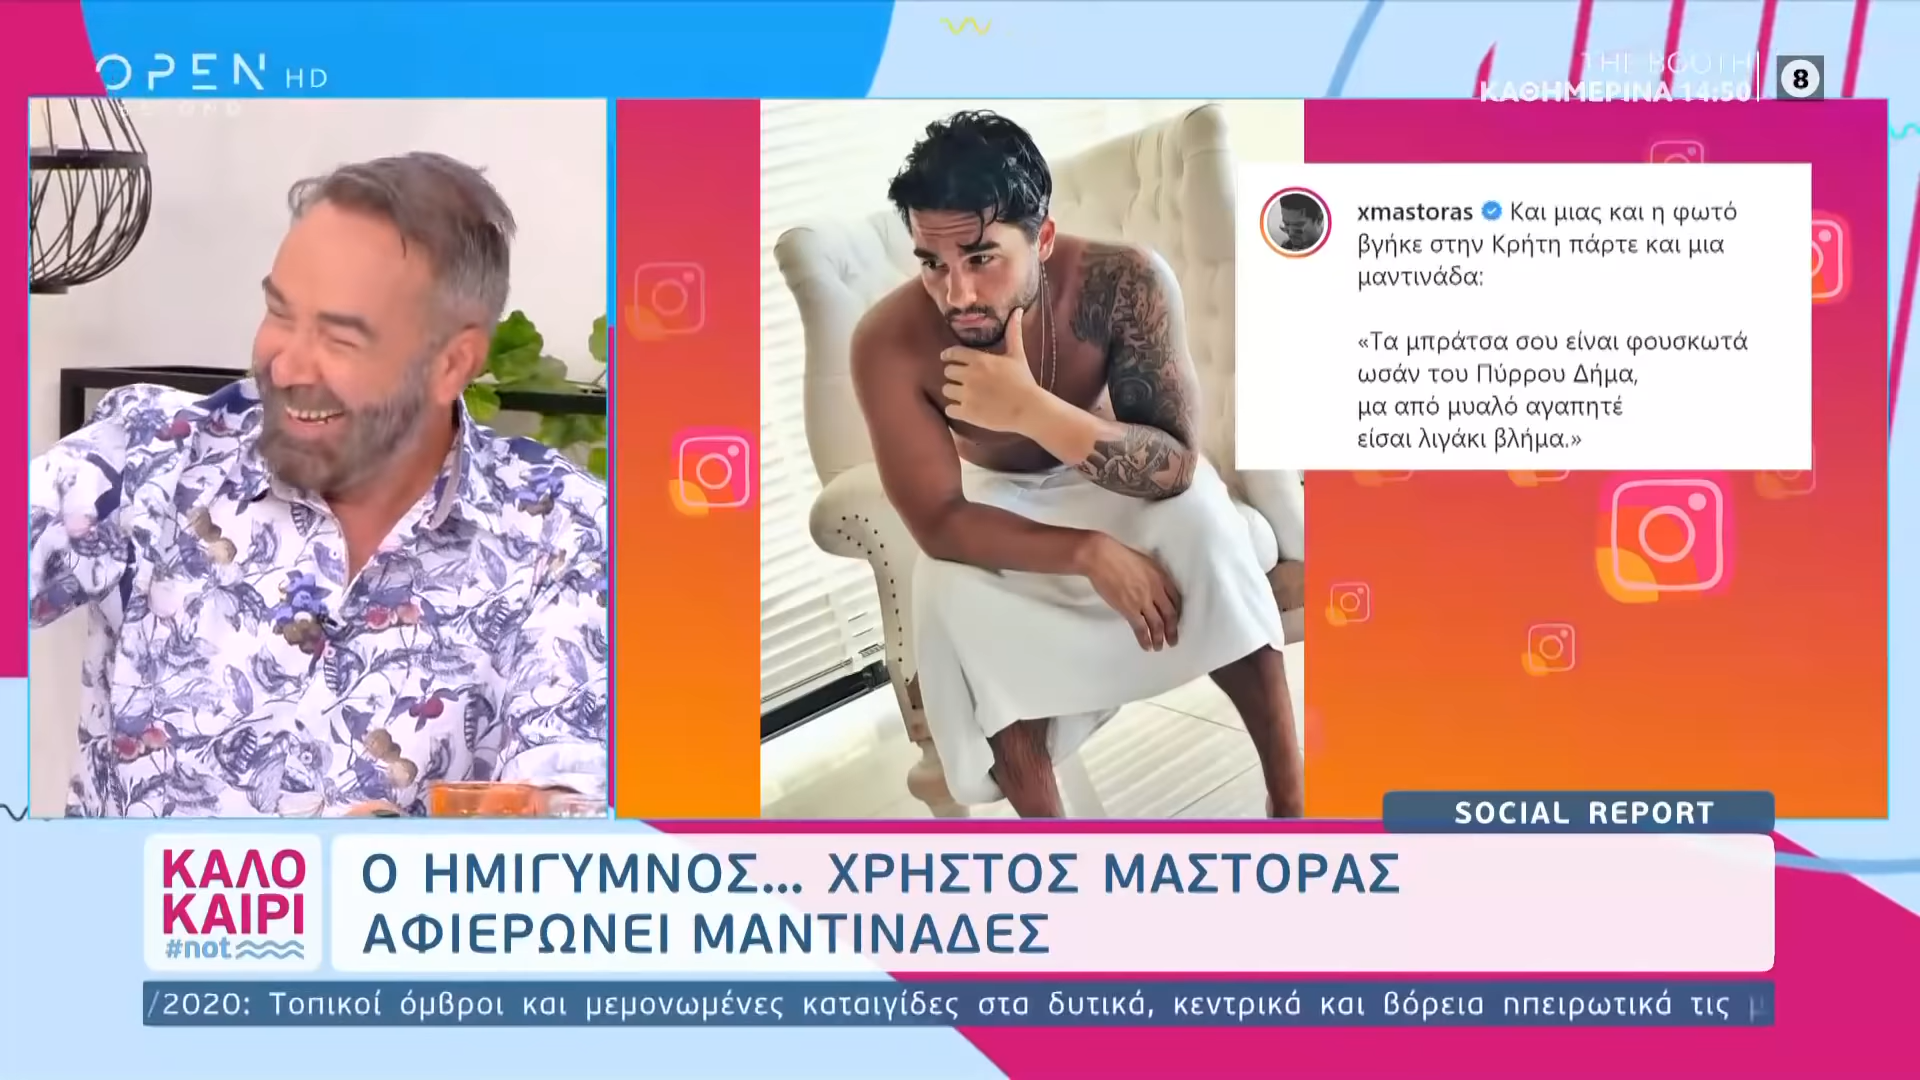 OPEN HD
BEYOND
THE BOOTH
ΚΑΘΗΜΕΡΙΝΑ 14:50
8
xmastoras Και μιας και η φωτό
βγήκε στην Κρήτη πάρτε και μια
μαντινάδα:
«Τα μπράτσα σου είναι φουσκωτά
ωσάν του Πύρρου Δήμα,
μα από μυαλό αγαπητέ
είσαι λιγάκι βλήμα.»
SOCIAL REPORT
ΚΑΛΟ
ΚΑΙΡΙ
#not
Ο ΗΜΙΓΥΜΝΟΣ... ΧΡΗΣΤΟΣ ΜΑΣΤΟΡΑΣ
ΑΦΙΕΡΩΝΕΙ ΜΑΝΤΙΝΑΔΕΣ
/2020: Τοπικοί όμβροι και μεμονωμένες καταιγίδες στα δυτικά, κεντρικά και βόρεια ηπειρωτικά τις